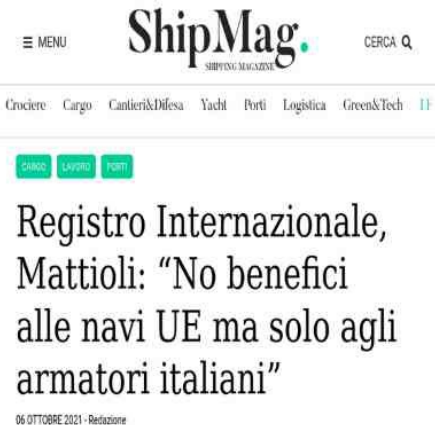 ≡ MENU ShipMag. CERCA
SHIPPING MAGAZINE
Crociere Cargo Cantieri&Difesa Yacht Porti Logistica Green&Tech
CARGO LAVORO PORTI
Registro Internazionale,
Mattioli: “No benefici
alle navi UE ma solo agli
armatori italiani”
06 OTTOBRE 2021 - Redazione